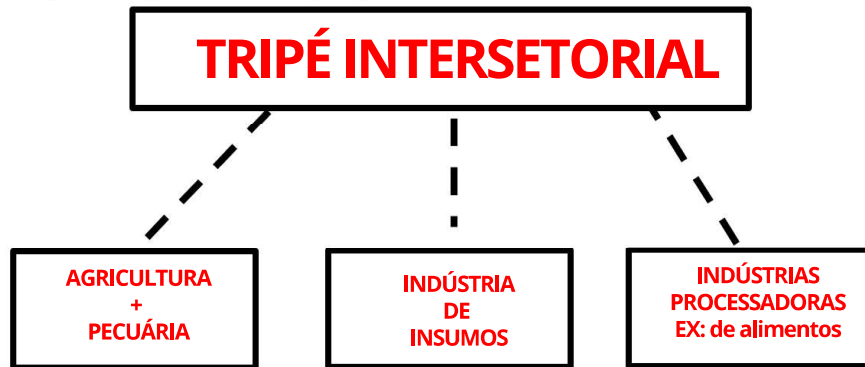 TRIPÉ INTERSETORIAL
AGRICULTURA
+
PECUÁRIA
INDÚSTRIA
DE
INSUMOS
INDÚSTRIAS
PROCESSADORAS
EX: de alimentos